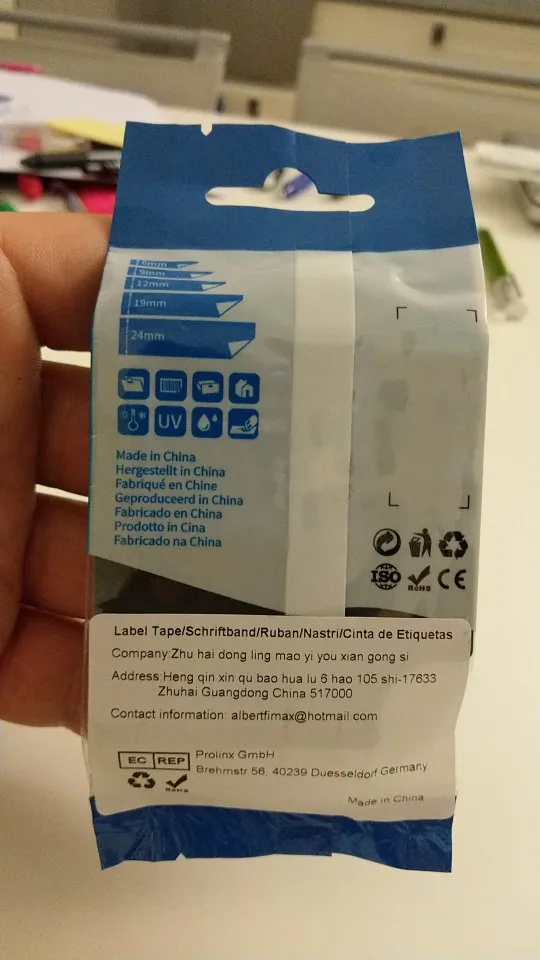 6mm
9mm
12mm
19mm
24mm
UV
Made in China
Hergestellt in China
Fabriqué en Chine
Geproduceerd in China
Fabricado en China
Prodotto in Cina
Fabricado na China
ISO RoHS CE
Label Tape/Schriftband/Ruban/Nastri/Cinta de Etiquetas
Company:Zhu hai dong ling mao yi you xian gong si
Address:Heng qin xin qu bao hua lu 6 hao 105 shi-17633
Zhuhai Guangdong China 517000
Contact information: albertfimax@hotmail.com
EC REP Prolinx GmbH
Brehmstr 56, 40239 Duesseldorf Germany
RoHS
Made in China